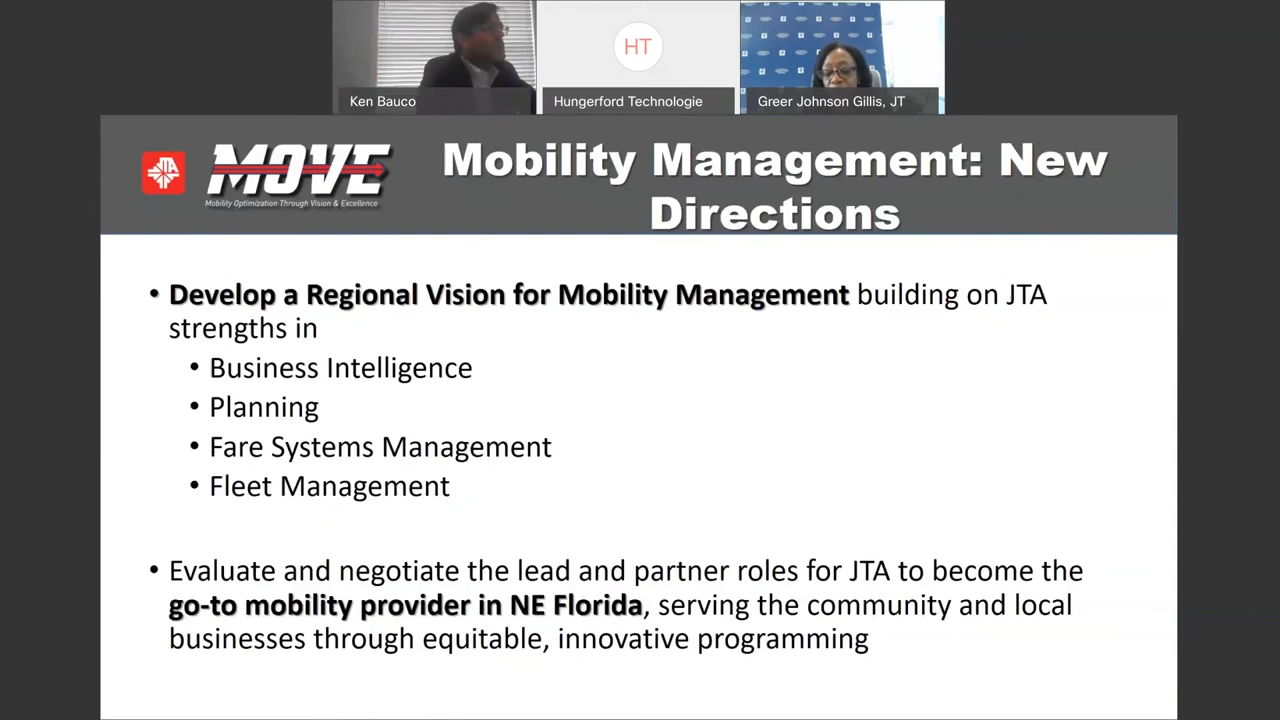 HT
Ken Bauco
Hungerford Technologie
Greer Johnson Gillis, JT
JTA
MOVE
Mobility Optimization Through Vision & Excellence
Mobility Management: New
Directions
• Develop a Regional Vision for Mobility Management building on JTA
strengths in
• Business Intelligence
• Planning
• Fare Systems Management
• Fleet Management
• Evaluate and negotiate the lead and partner roles for JTA to become the
go-to mobility provider in NE Florida, serving the community and local
businesses through equitable, innovative programming